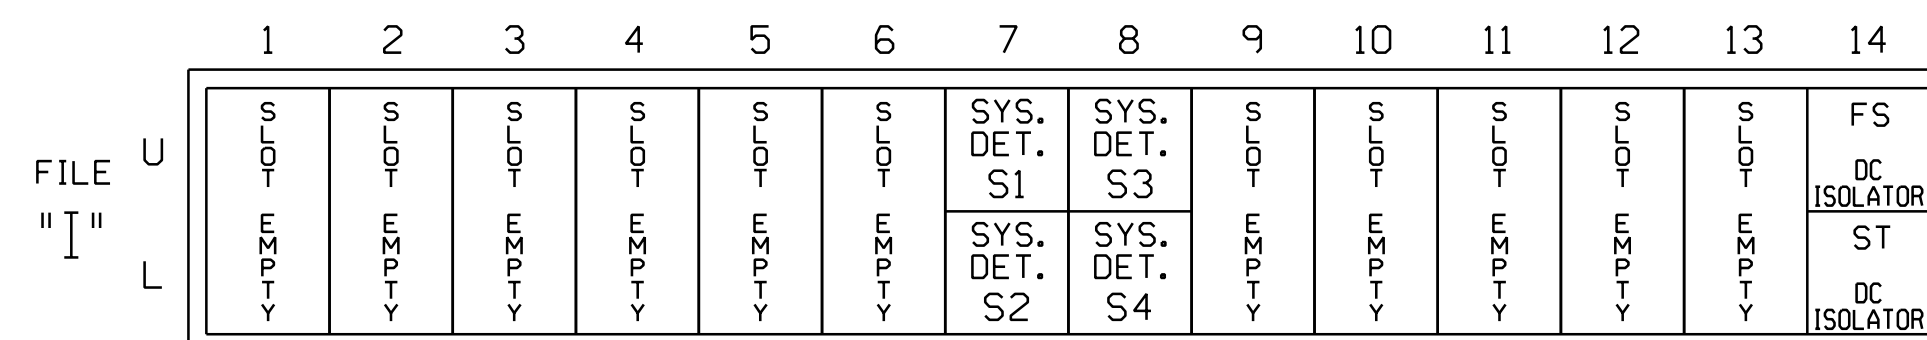 1 2 3 4 5 6 7 8 9 10 11 12 13 14
FILE
"I"
U
L
SLOT EMPTY
SLOT EMPTY
SLOT EMPTY
SLOT EMPTY
SLOT EMPTY
SLOT EMPTY
SYS.
DET.
S1
SYS.
DET.
S2
SYS.
DET.
S3
SYS.
DET.
S4
SLOT EMPTY
SLOT EMPTY
SLOT EMPTY
SLOT EMPTY
SLOT EMPTY
FS
DC
ISOLATOR
ST
DC
ISOLATOR